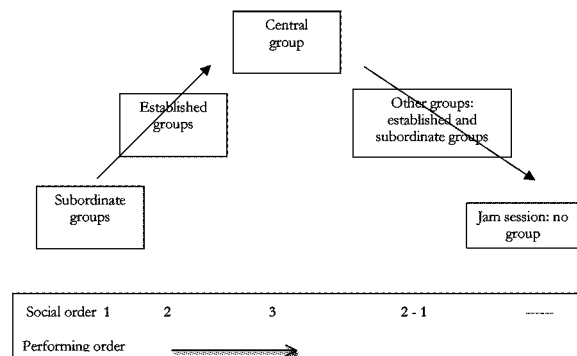 Central
group
Established
groups
Other groups:
established and
subordinate groups
Subordinate
groups
Jam session: no
group
Social order 1 2 3 2 - 1 -----
Performing order